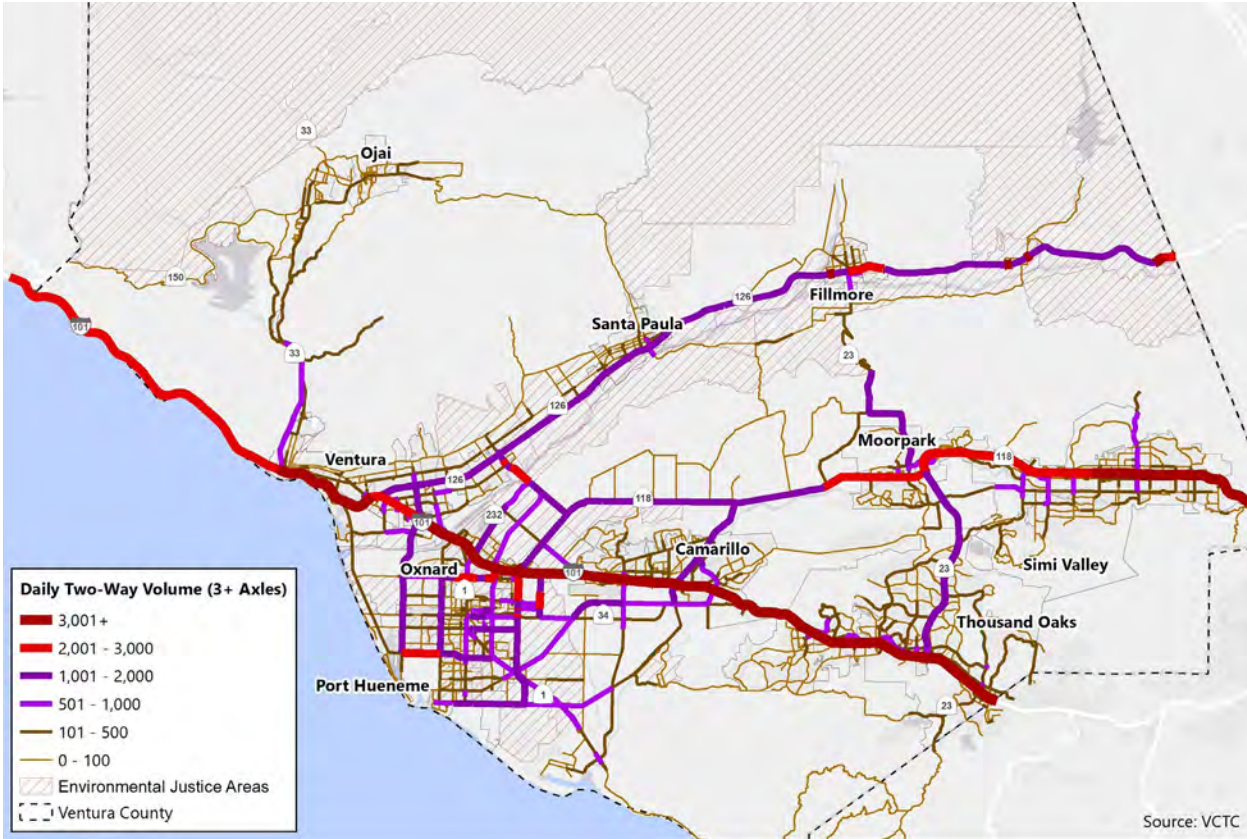 33
Ojai
150
101
126
Fillmore
Santa Paula
33
23
126
Moorpark
118
Ventura
126
118
232
101
Camarillo
Oxnard
101
Simi Valley
23
1
34
Thousand Oaks
Port Hueneme
1
23
Daily Two-Way Volume (3+ Axles)
3,001+
2,001 - 3,000
1,001 - 2,000
501 - 1,000
101 - 500
0 - 100
Environmental Justice Areas
Ventura County
Source: VCTC